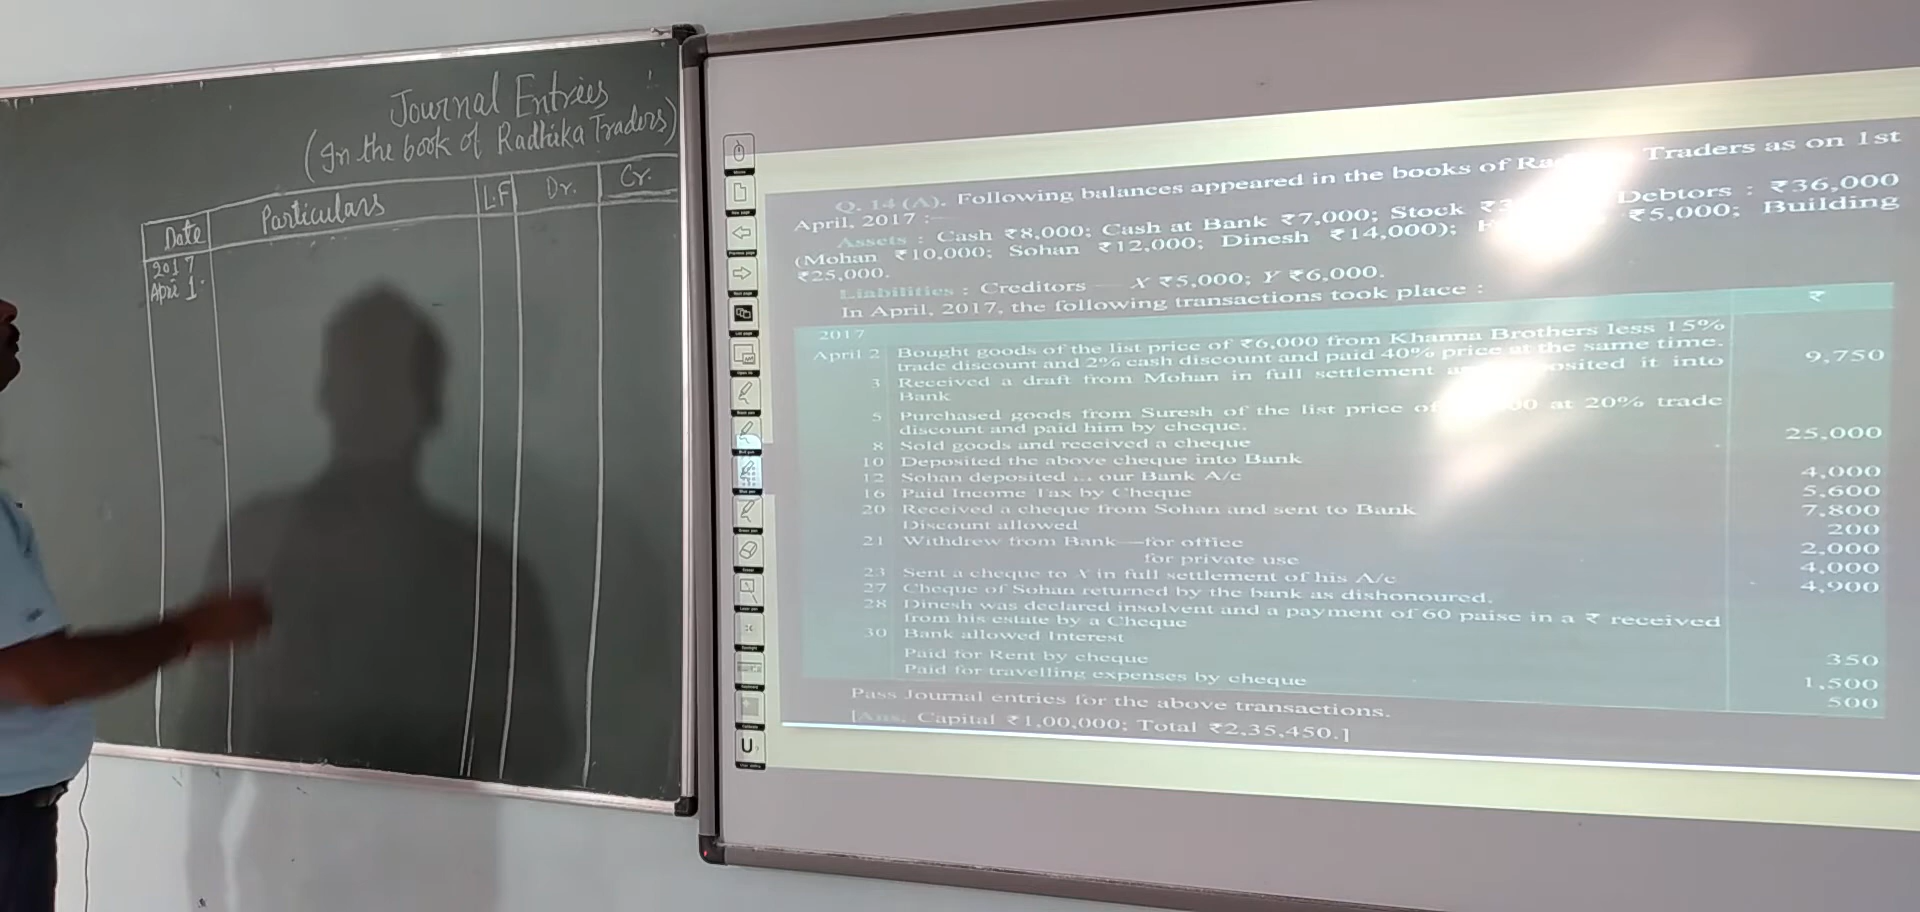 Journal Entries :
(In the book of Radhika Traders)
Date Particulars L.F Dr. Cr.
2017
April 1.
Q. 14 (A). Following balances appeared in the books of Traders as on 1st
April, 2017 :—
Assets : Cash ₹8,000; Cash at Bank ₹7,000; Stock Debtors : ₹36,000
(Mohan ₹10,000; Sohan ₹12,000; Dinesh ₹14,000); ₹5,000; Building
₹25,000.
Liabilities : Creditors — X ₹5,000; Y ₹6,000.
In April, 2017, the following transactions took place :
2017 ₹
April 2 Bought goods of the list price of ₹6,000 from Khanna Brothers less 15%
trade discount and 2% cash discount and paid 40% price at the same time.
3 Received a draft from Mohan in full settlement it into 9,750
Bank
5 Purchased goods from Suresh of the list price of at 20% trade
discount and paid him by cheque.
8 Sold goods and received a cheque 25,000
10 Deposited the above cheque into Bank
12 Sohan deposited our Bank A/c 4,000
16 Paid Income Tax by Cheque 5,600
20 Received a cheque from Sohan and sent to Bank 7,800
Discount allowed 200
21 Withdrew from Bank—for office 2,000
for private use 4,000
23 Sent a cheque to X in full settlement of his A/c 4,900
27 Cheque of Sohan returned by the bank as dishonoured.
28 Dinesh was declared insolvent and a payment of 60 paise in a ₹ received
from his estate by a Cheque
30 Bank allowed Interest 350
Paid for Rent by cheque 1,500
Paid for travelling expenses by cheque 500
Pass Journal entries for the above transactions.
[Ans. Capital ₹1,00,000; Total ₹2,35,450.]